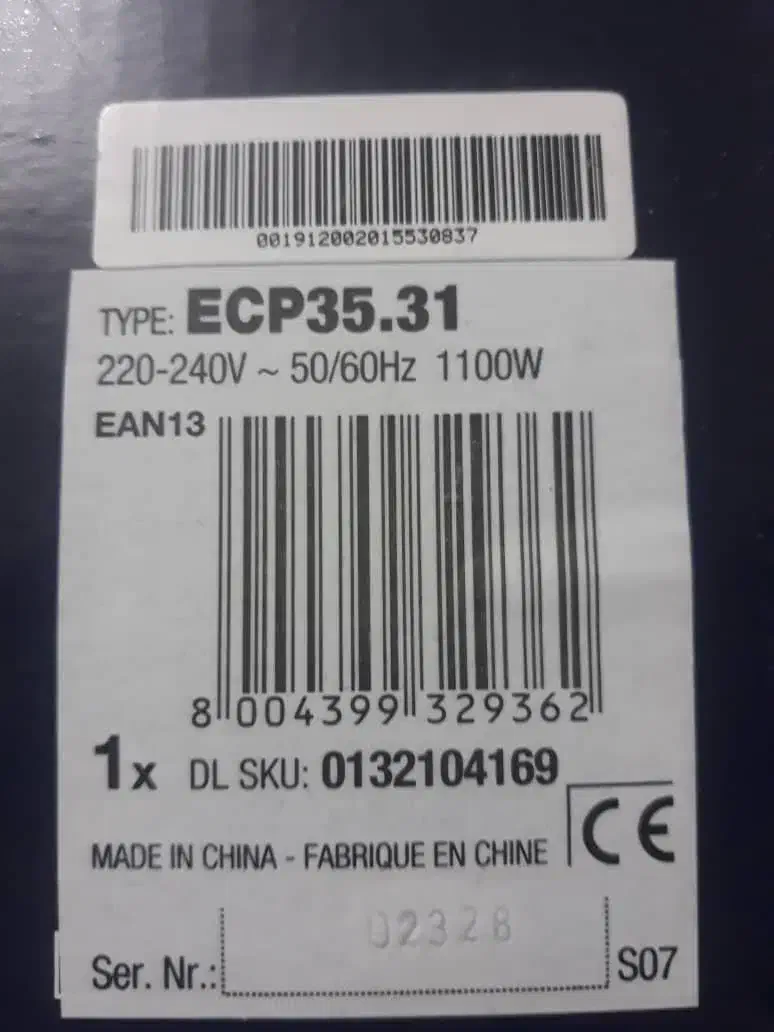 001912002015530837
TYPE: ECP35.31
220-240V ~ 50/60Hz 1100W
EAN13
8 004399 329362
1x DL SKU: 0132104169
MADE IN CHINA - FABRIQUE EN CHINE
CE
02328
Ser. Nr.:
S07